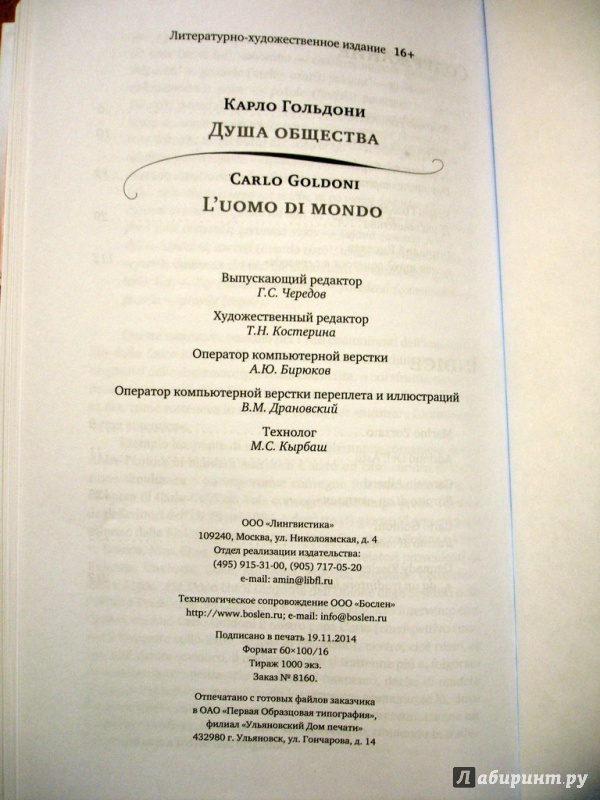 Литературно-художественное издание 16+
Карло Гольдони
Душа общества
Carlo Goldoni
L'uomo di mondo
Выпускающий редактор
Г.С. Чередов
Художественный редактор
Т.Н. Костерина
Оператор компьютерной верстки
А.Ю. Бирюков
Оператор компьютерной верстки переплета и иллюстраций
В.М. Драновский
Технолог
М.С. Кырбаш
ООО «Лингвистика»
109240, Москва, ул. Николоямская, д. 4
Отдел реализации издательства:
(495) 915-31-00, (905) 717-05-20
e-mail: amin@libfl.ru
Технологическое сопровождение ООО «Бослен»
http://www.boslen.ru; e-mail: info@boslen.ru
Подписано в печать 19.11.2014
Формат 60×100/16
Тираж 1000 экз.
Заказ № 8160.
Отпечатано с готовых файлов заказчика
в ОАО «Первая Образцовая типография»,
филиал «Ульяновский Дом печати»
432980 г. Ульяновск, ул. Гончарова, д. 14
Лабиринт.ру